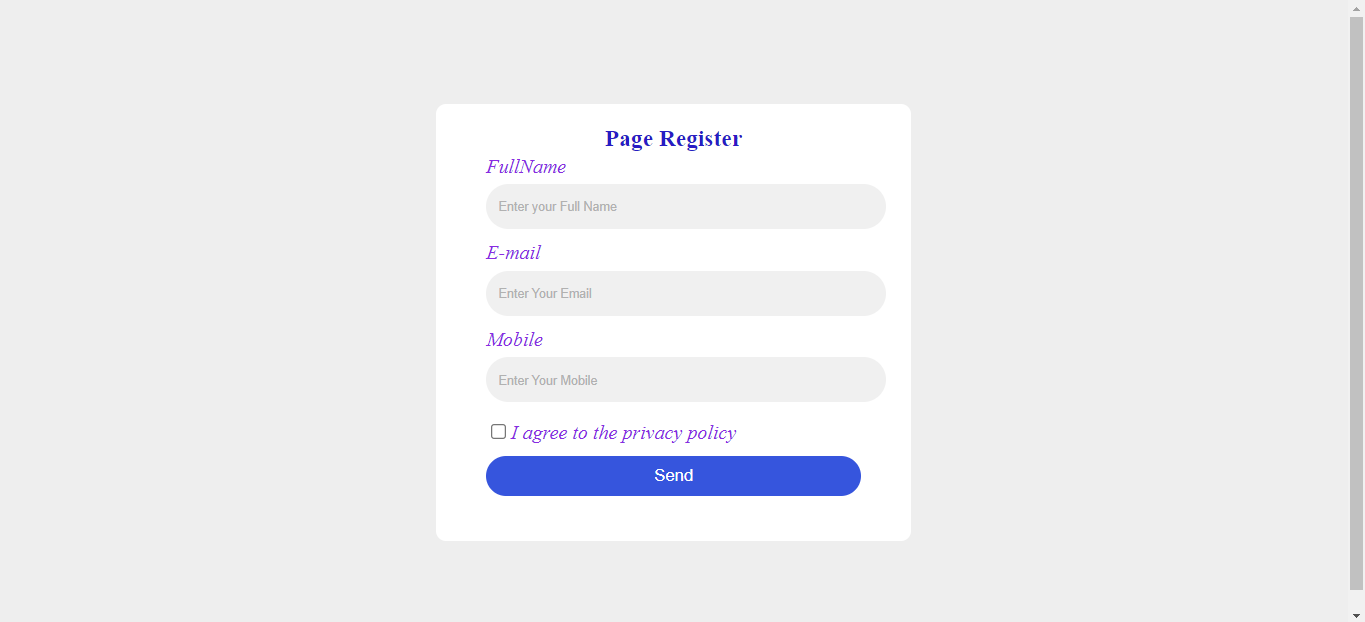 Page Register
FullName
Enter your Full Name
E-mail
Enter Your Email
Mobile
Enter Your Mobile
I agree to the privacy policy
Send